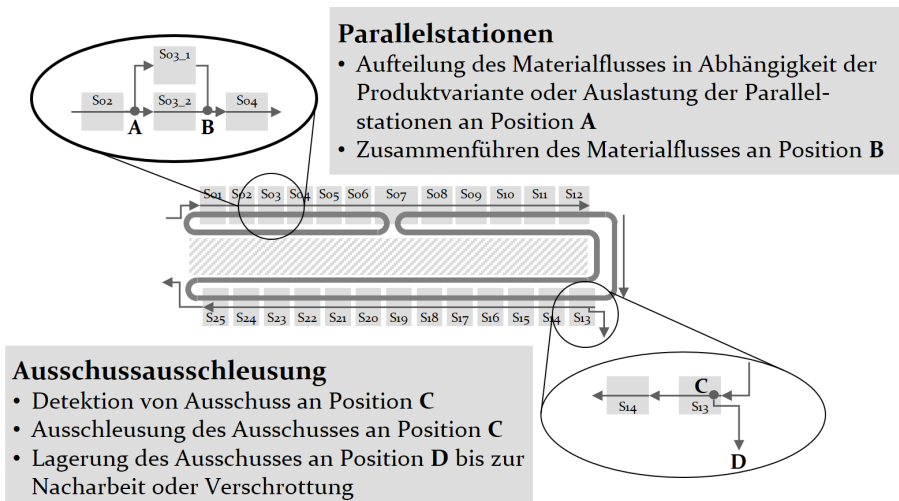 Parallelstationen
• Aufteilung des Materialflusses in Abhängigkeit der
Produktvariante oder Auslastung der Parallel-
stationen an Position A
• Zusammenführen des Materialflusses an Position B
S03_1
S02 S03_2 S04
A B
S01 S02 S03 S04 S05 S06 S07 S08 S09 S10 S11 S12
S25 S24 S23 S22 S21 S20 S19 S18 S17 S16 S15 S14 S13
Ausschussausschleusung
• Detektion von Ausschuss an Position C
• Ausschleusung des Ausschusses an Position C
• Lagerung des Ausschusses an Position D bis zur
Nacharbeit oder Verschrottung
C
S14 S13
D